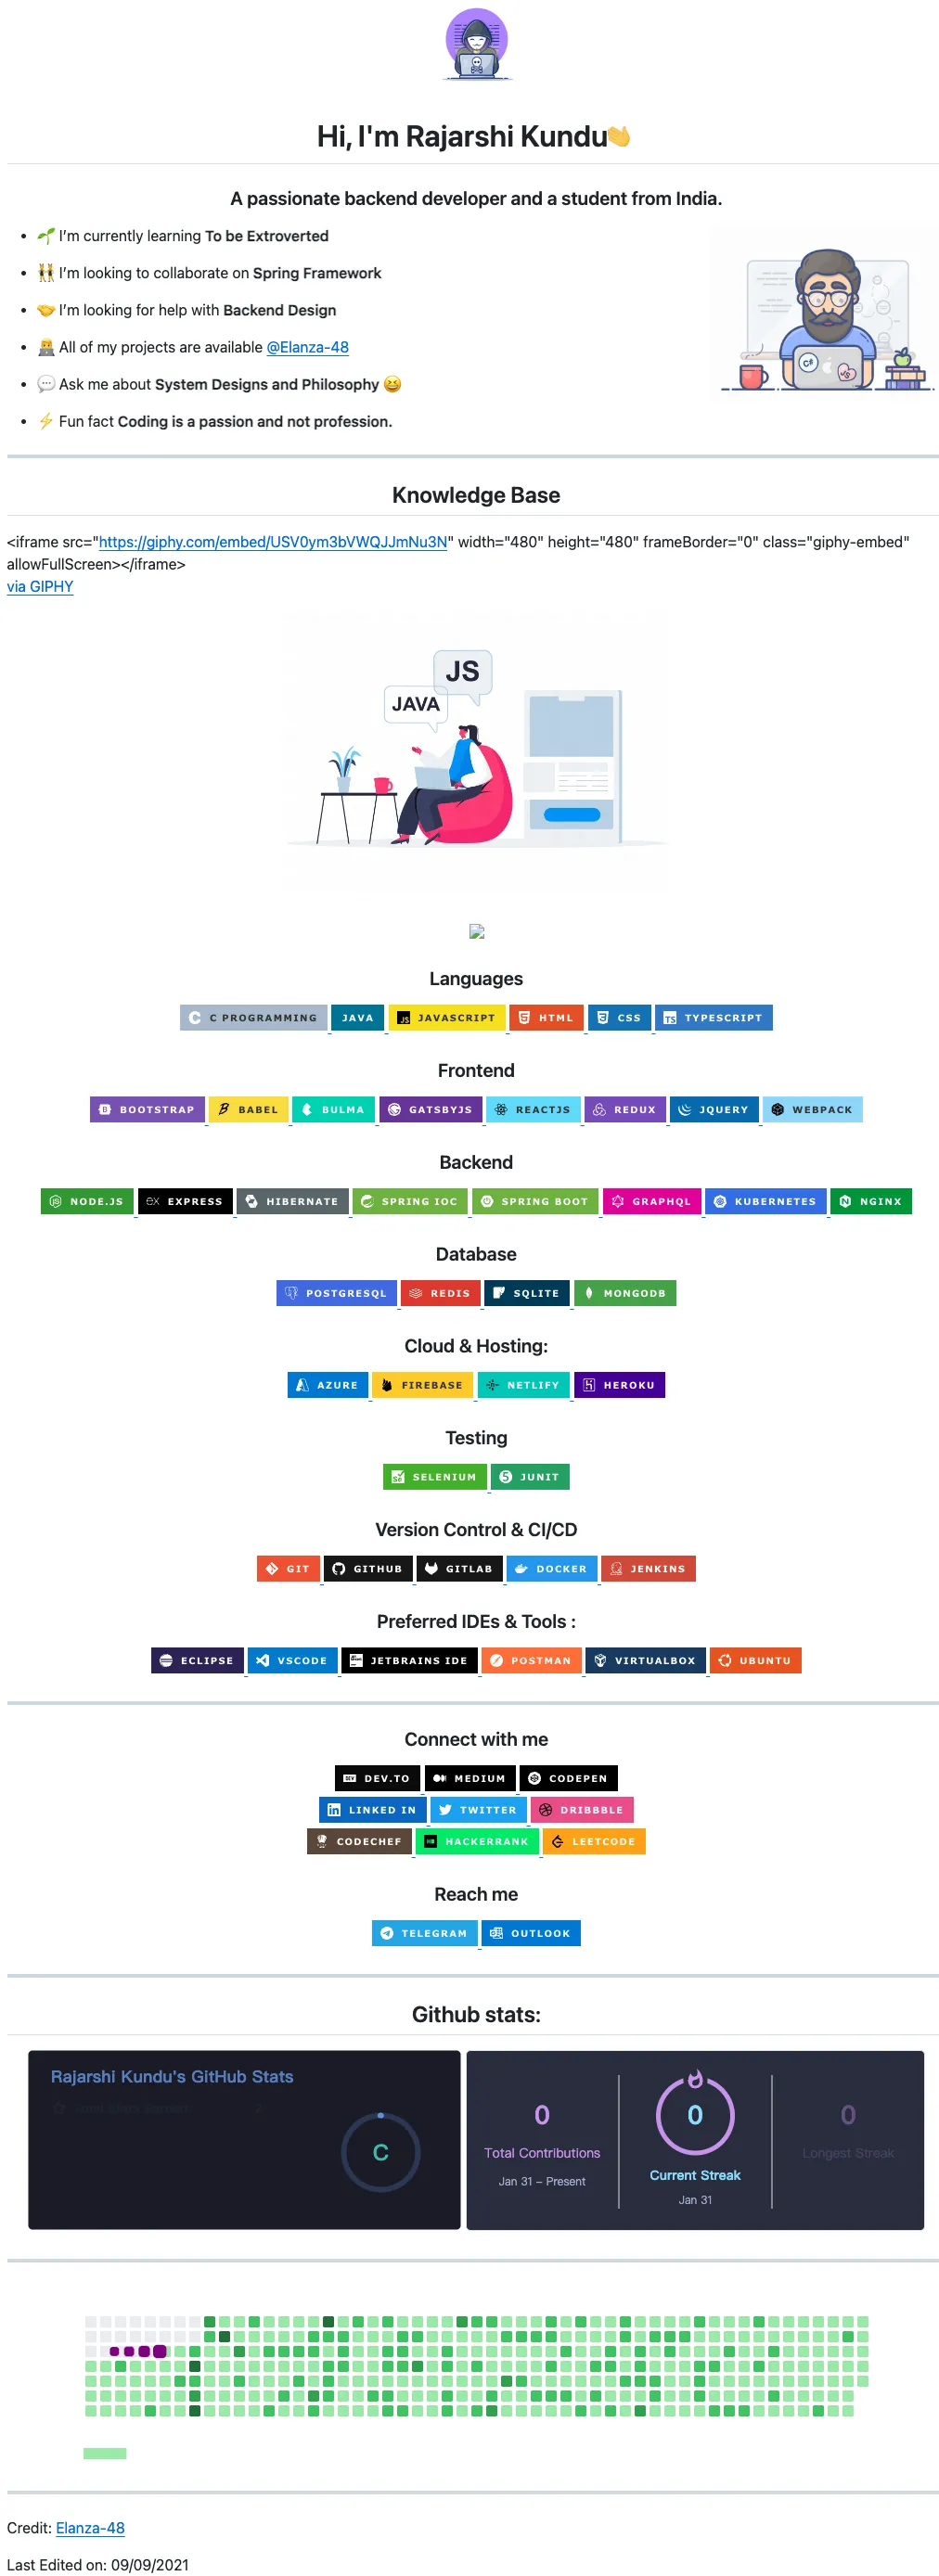 Hi, I'm Rajarshi Kundu👋
A passionate backend developer and a student from India.
🌱 I'm currently learning To be Extroverted
👯 I'm looking to collaborate on Spring Framework
🤝 I'm looking for help with Backend Design
👨‍💻 All of my projects are available @Elanza-48
💬 Ask me about System Designs and Philosophy 😆
⚡ Fun fact Coding is a passion and not profession.
Knowledge Base
<iframe src="https://giphy.com/embed/USV0ym3bVWQJJmNu3N" width="480" height="480" frameBorder="0" class="giphy-embed"
allowFullScreen></iframe>
via GIPHY
JS
JAVA
Languages
C PROGRAMMING JAVA JAVASCRIPT HTML CSS TYPESCRIPT
Frontend
BOOTSTRAP BABEL BULMA GATSBYJS REACTJS REDUX JQUERY WEBPACK
Backend
NODE.JS EXPRESS HIBERNATE SPRING IOC SPRING BOOT GRAPHQL KUBERNETES NGINX
Database
POSTGRESQL REDIS SQLITE MONGODB
Cloud & Hosting:
AZURE FIREBASE NETLIFY HEROKU
Testing
SELENIUM JUNIT
Version Control & CI/CD
GIT GITHUB GITLAB DOCKER JENKINS
Preferred IDEs & Tools :
ECLIPSE VSCODE JETBRAINS IDE POSTMAN VIRTUALBOX UBUNTU
Connect with me
DEV.TO MEDIUM CODEPEN
LINKED IN TWITTER DRIBBBLE
CODECHEF HACKERRANK LEETCODE
Reach me
TELEGRAM OUTLOOK
Github stats:
Rajarshi Kundu's GitHub Stats
C
0
Total Contributions
Jan 31 – Present
0
Current Streak
Jan 31
0
Longest Streak
Credit: Elanza-48
Last Edited on: 09/09/2021